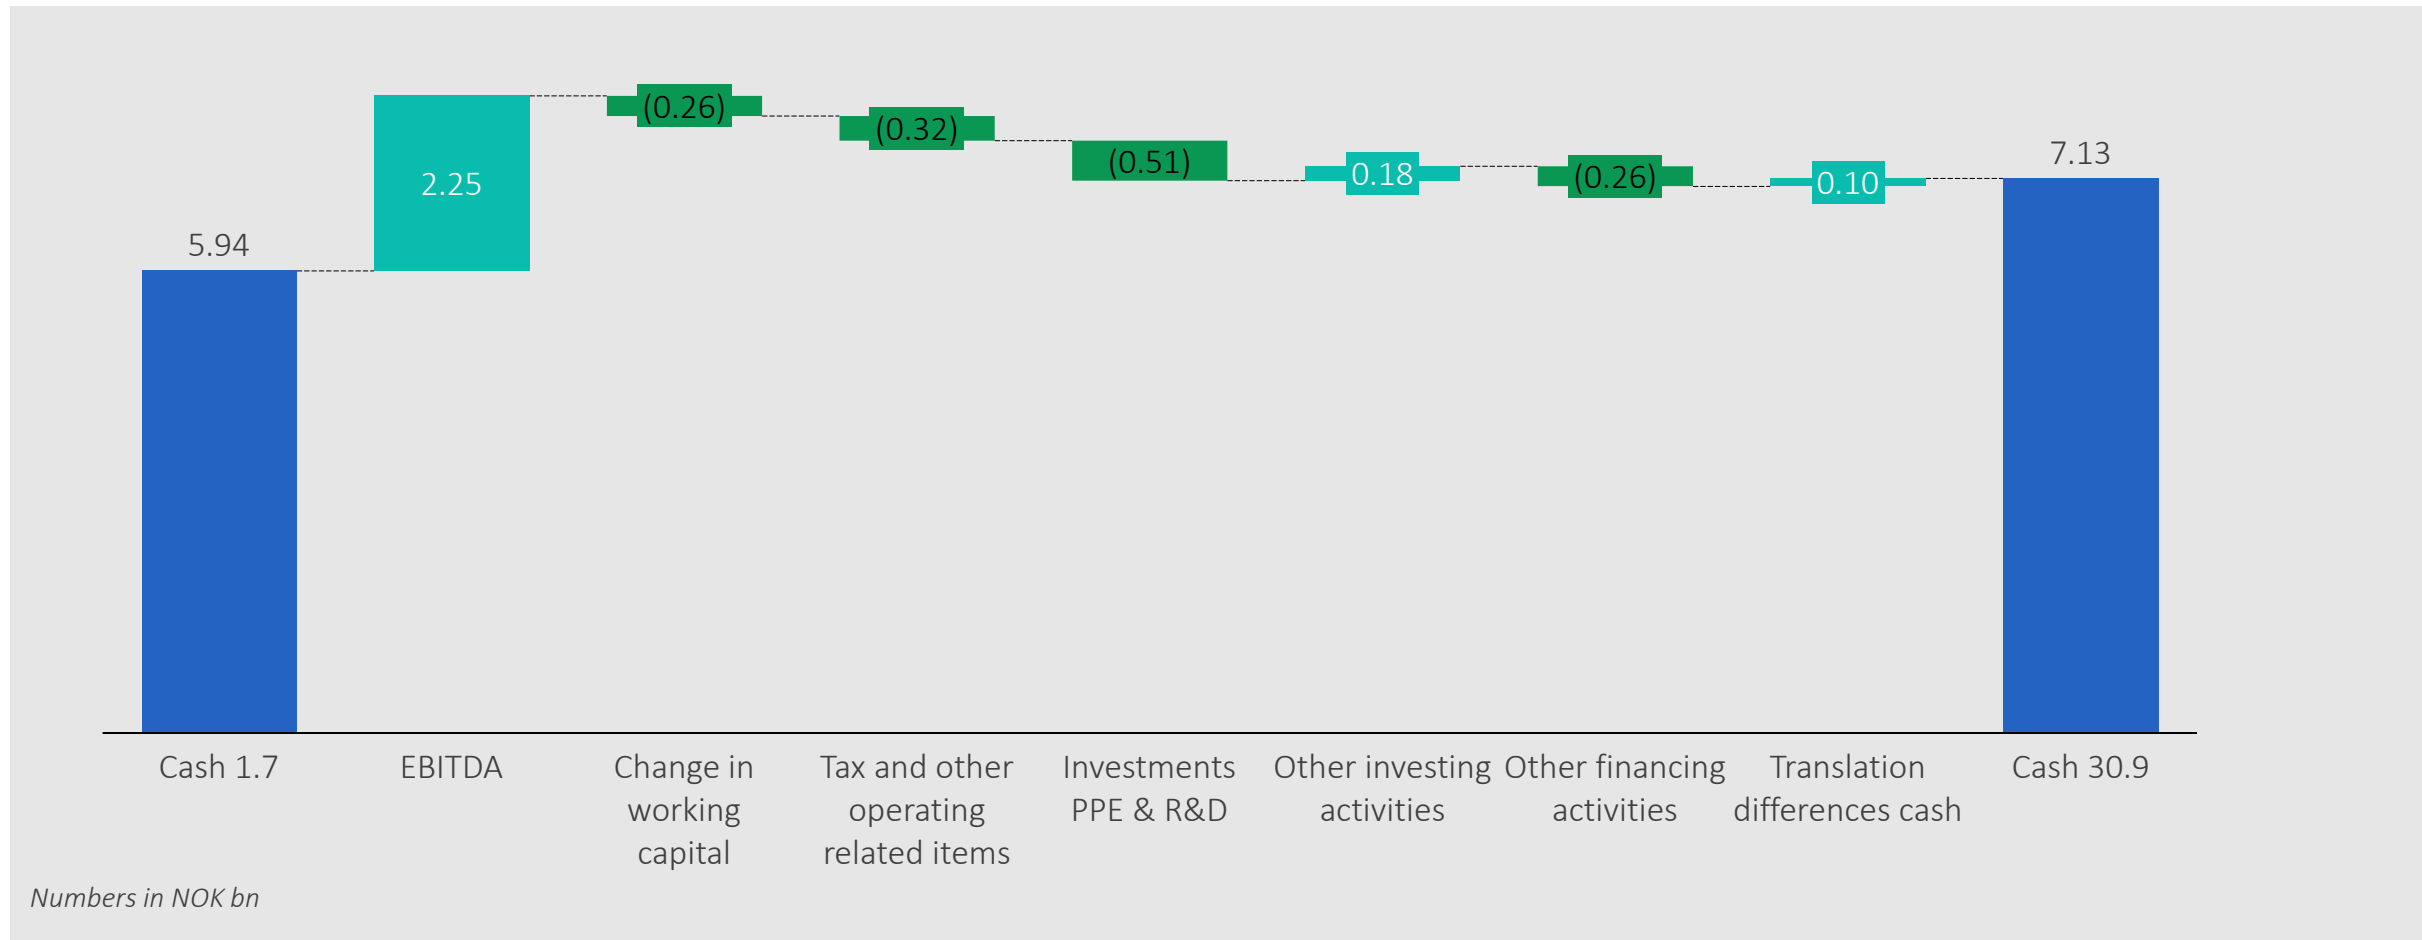 5.94
2.25
(0.26)
(0.32)
(0.51)
0.18
(0.26)
0.10
7.13
Cash 1.7
EBITDA
Change in
working
capital
Tax and other
operating
related items
Investments
PPE & R&D
Other investing
activities
Other financing
activities
Translation
differences cash
Cash 30.9
Numbers in NOK bn